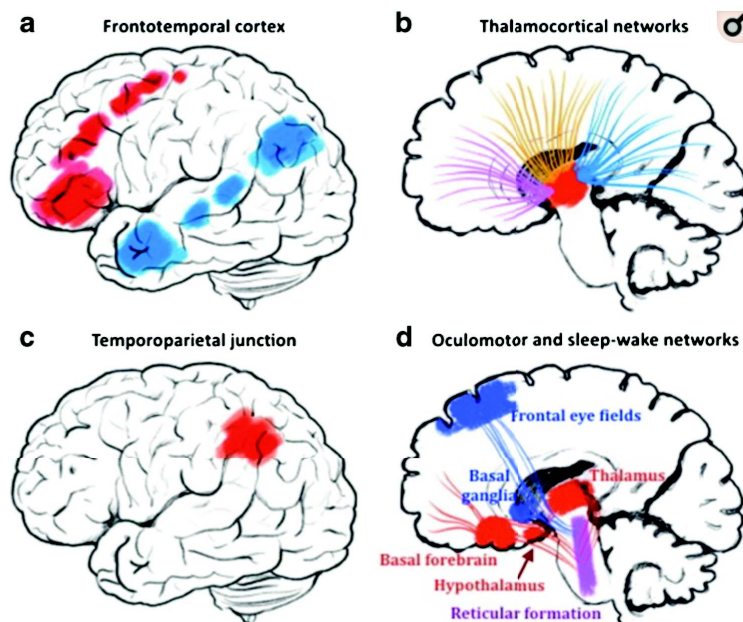 a
Frontotemporal cortex
b
Thalamocortical networks
c
Temporoparietal junction
d
Oculomotor and sleep-wake networks
Frontal eye fields
Basal
ganglia
Thalamus
Basal forebrain
Hypothalamus
Reticular formation